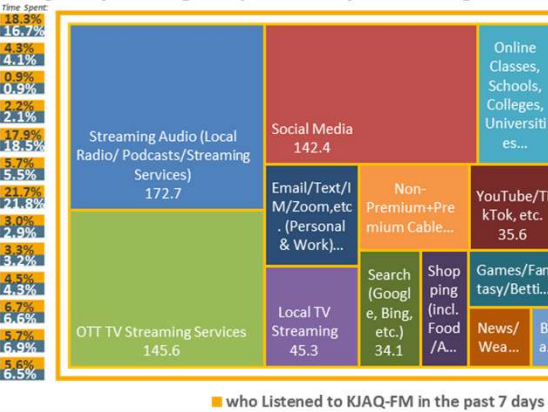 Time Spent:
18.3%
16.7%
4.3%
4.1%
0.9%
0.9%
2.2%
2.1%
17.9%
18.5%
5.7%
5.5%
21.7%
21.8%
3.0%
2.9%
3.3%
3.2%
4.5%
4.3%
6.7%
6.6%
5.7%
6.9%
5.6%
6.5%
Streaming Audio (Local
Radio/ Podcasts/Streaming
Services)
172.7
OTT TV Streaming Services
145.6
Social Media
142.4
Online
Classes,
Schools,
Colleges,
Universiti
es...
Email/Text/I
M/Zoom,etc
. (Personal
& Work)...
Non-
Premium+Pre
mium Cable...
YouTube/Ti
kTok, etc.
35.6
Local TV
Streaming
45.3
Search
(Googl
e, Bing,
etc.)
34.1
Shop
ping
(incl.
Food
/A...
Games/Fan
tasy/Betti...
News/
Wea...
B
a.
who Listened to KJAQ-FM in the past 7 days